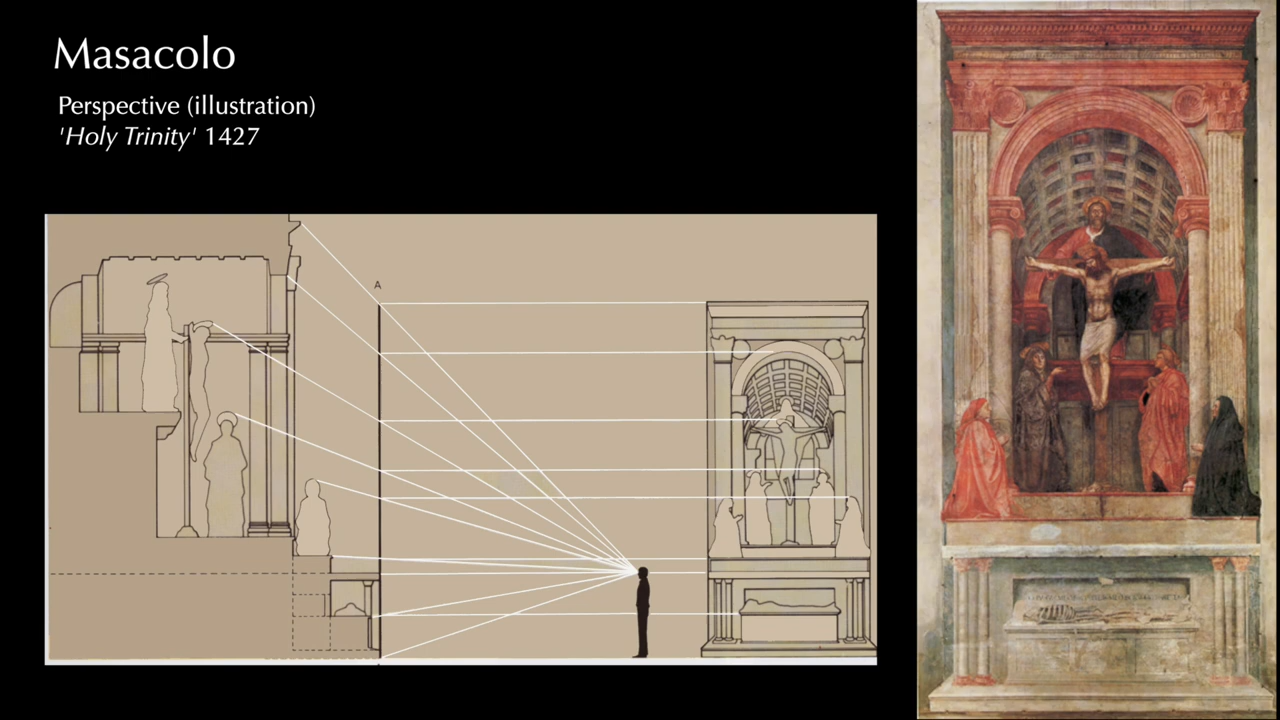 Masacolo
Perspective (illustration)
'Holy Trinity' 1427
A